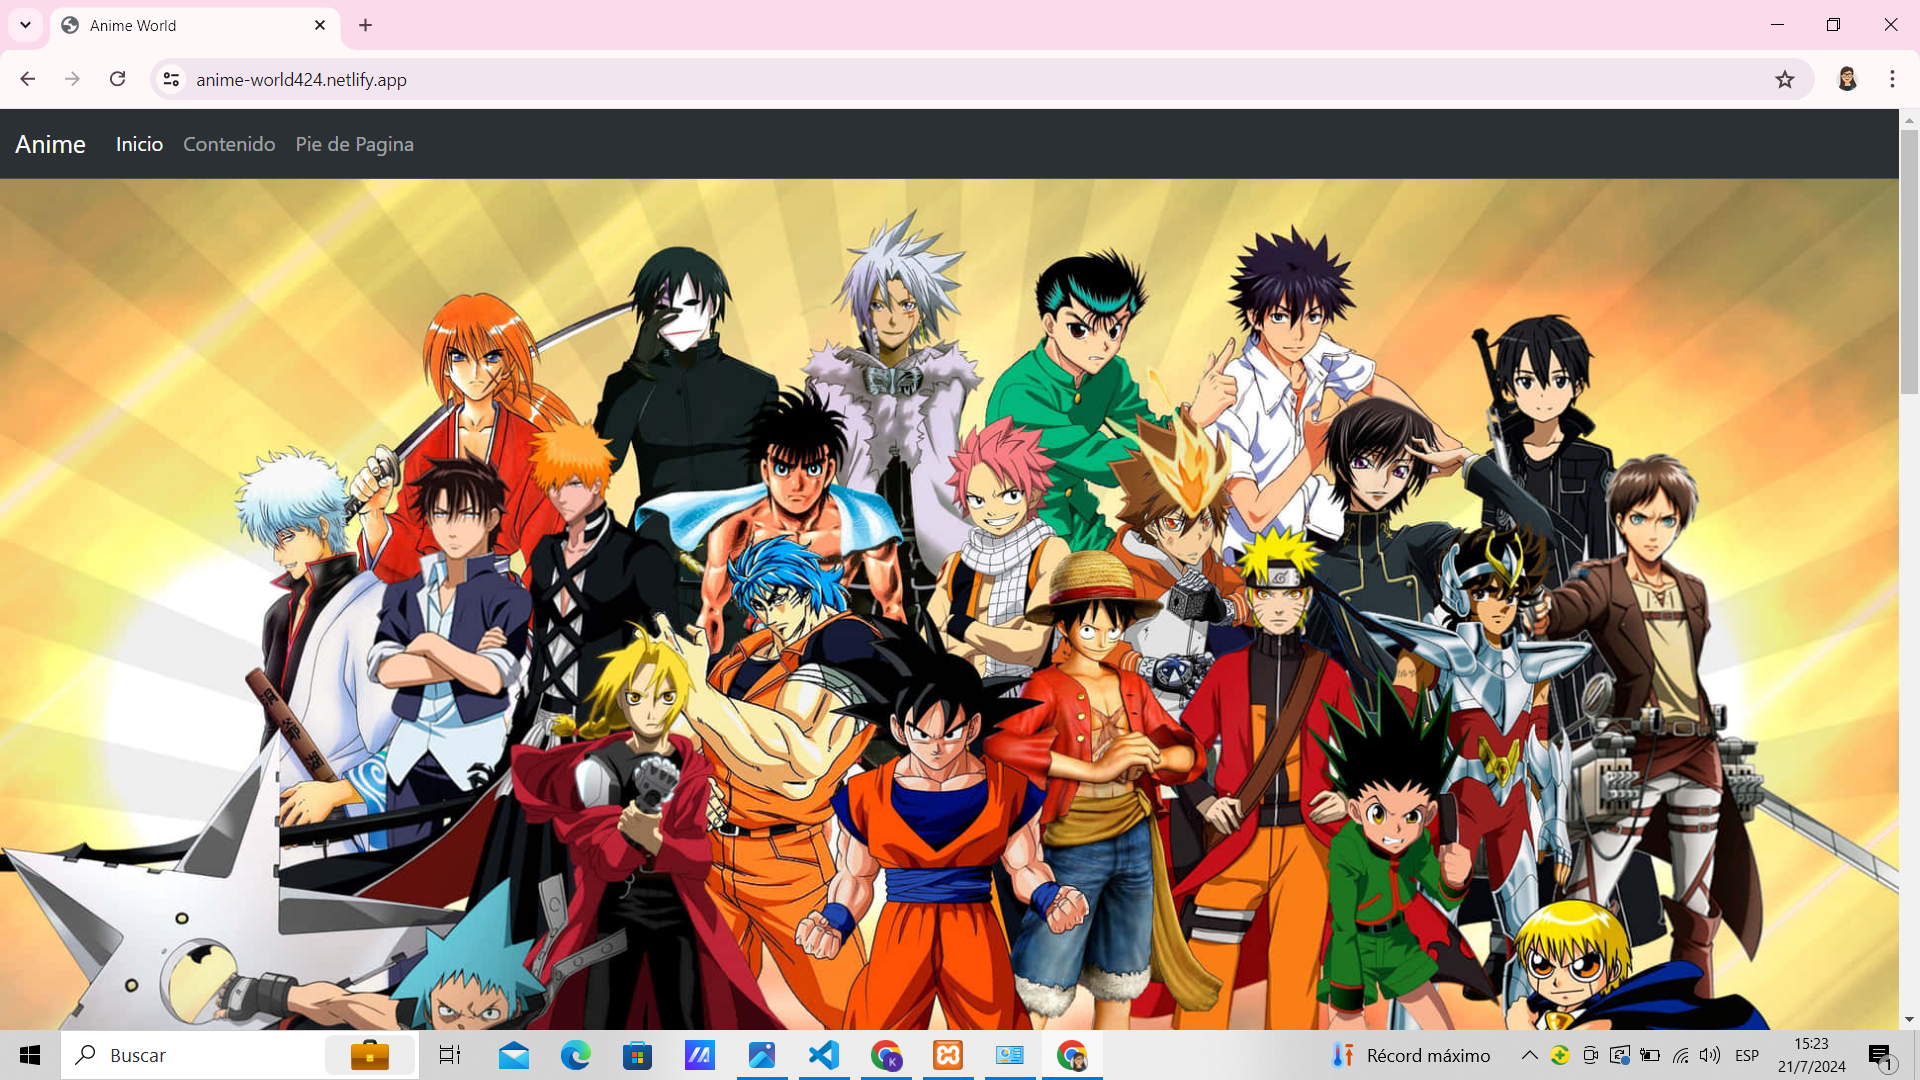 Anime World
anime-world424.netlify.app
Anime Inicio Contenido Pie de Pagina
Buscar
K
Récord máximo
ESP
15:23
21/7/2024
1